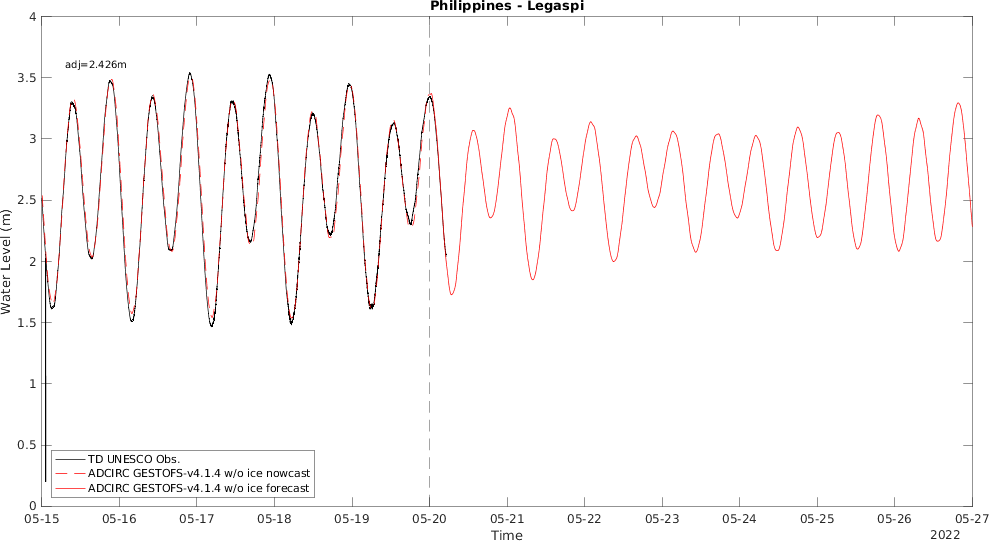 Philippines - Legaspi
4
adj=2.426m
3.5
3
2.5
2
1.5
1
0.5
0
Water Level (m)
TD UNESCO Obs.
ADCIRC GESTOFS-v4.1.4 w/o ice nowcast
ADCIRC GESTOFS-v4.1.4 w/o ice forecast
05-15 05-16 05-17 05-18 05-19 05-20 05-21 05-22 05-23 05-24 05-25 05-26 05-27
Time
2022